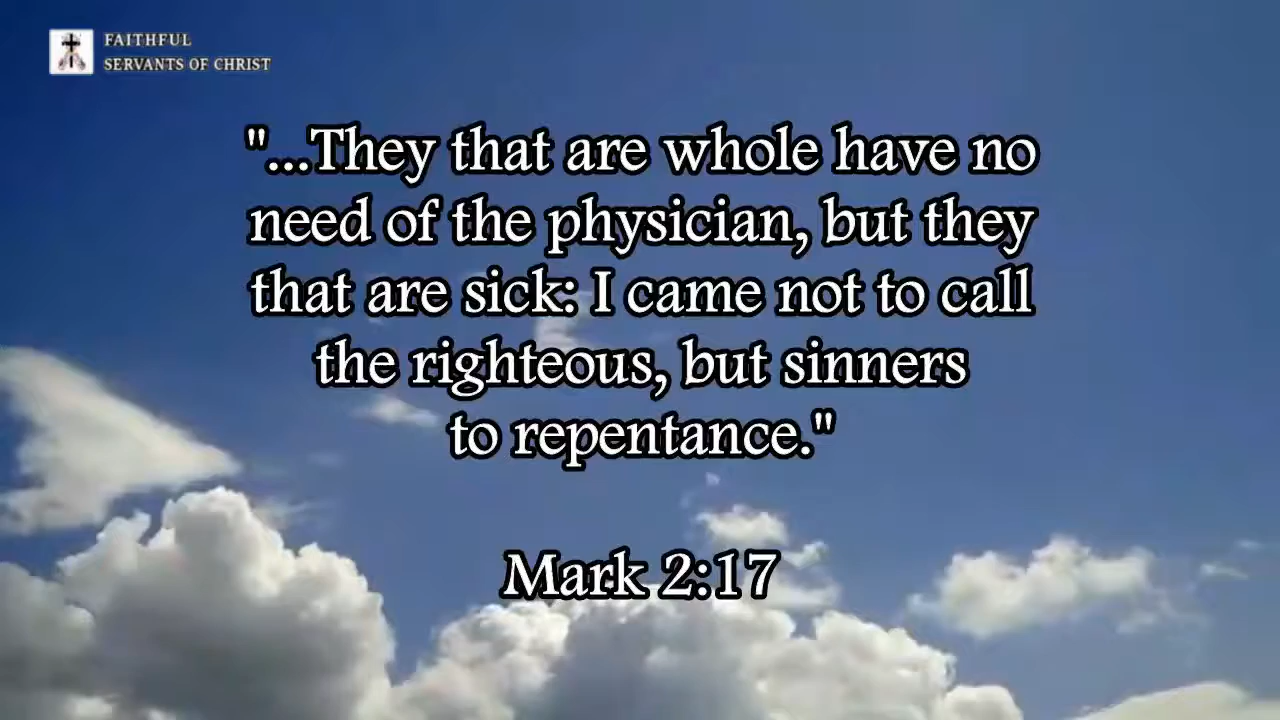 FAITHFUL
SERVANTS OF CHRIST
"...They that are whole have no
need of the physician, but they
that are sick: I came not to call
the righteous, but sinners
to repentance."
Mark 2:17